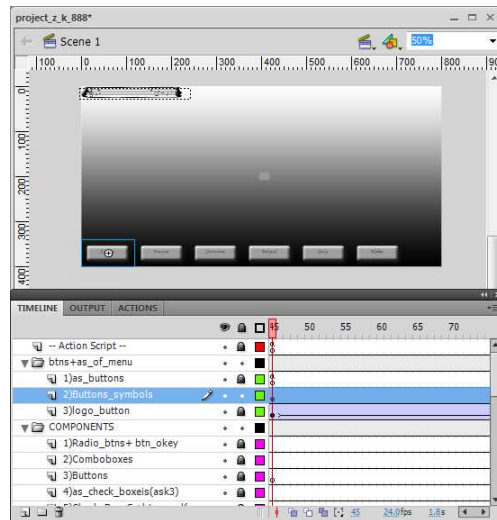 project_z_k_888*
Scene 1
50%
100 0 100 200 300 400 500 600 700 800 90
0 100 200 300 400
TIMELINE OUTPUT ACTIONS
45 50 55 60 65 70
-- Action Script --
btns+as_of_menu
1)as_buttons
2)Buttons_symbols
3)logo_button
COMPONENTS
1)Radio_btns+ btn_okey
2)Comboboxes
3)Buttons
4)as_check_boxeis(ask3)
45 24.0fps 1.8s